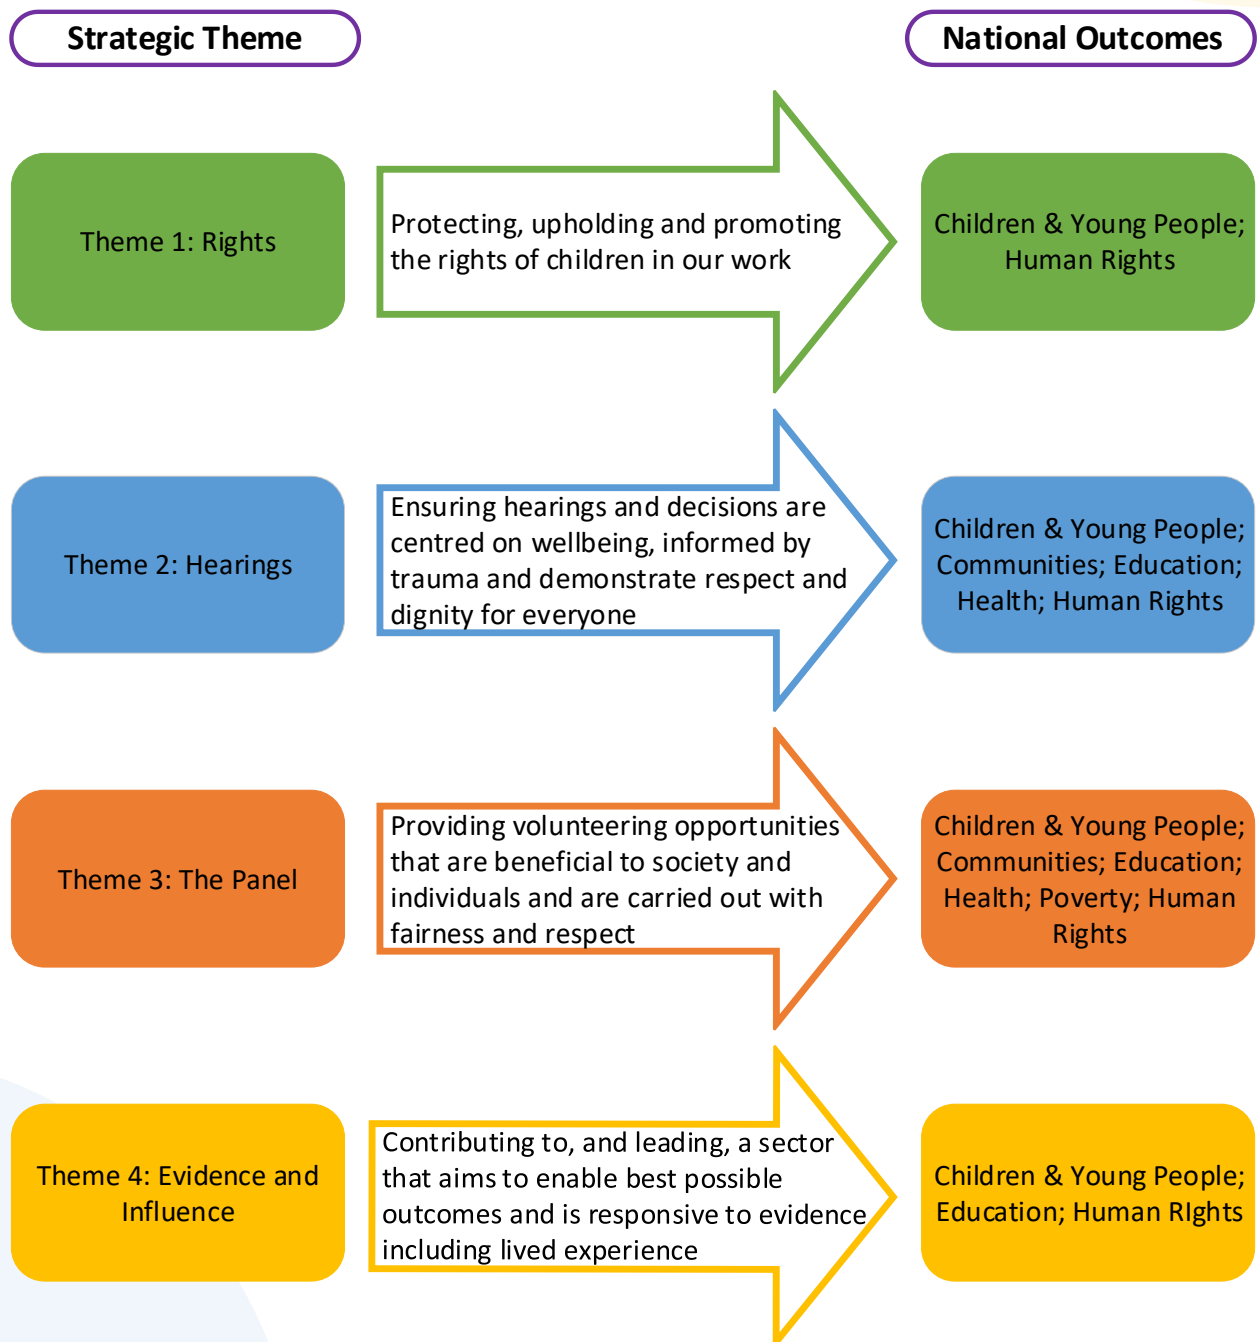 Strategic Theme
National Outcomes
Theme 1: Rights
Protecting, upholding and promoting
the rights of children in our work
Children & Young People;
Human Rights
Theme 2: Hearings
Ensuring hearings and decisions are
centred on wellbeing, informed by
trauma and demonstrate respect and
dignity for everyone
Children & Young People;
Communities; Education;
Health; Human Rights
Theme 3: The Panel
Providing volunteering opportunities
that are beneficial to society and
individuals and are carried out with
fairness and respect
Children & Young People;
Communities; Education;
Health; Poverty; Human
Rights
Theme 4: Evidence and
Influence
Contributing to, and leading, a sector
that aims to enable best possible
outcomes and is responsive to evidence
including lived experience
Children & Young People;
Education; Human RIghts